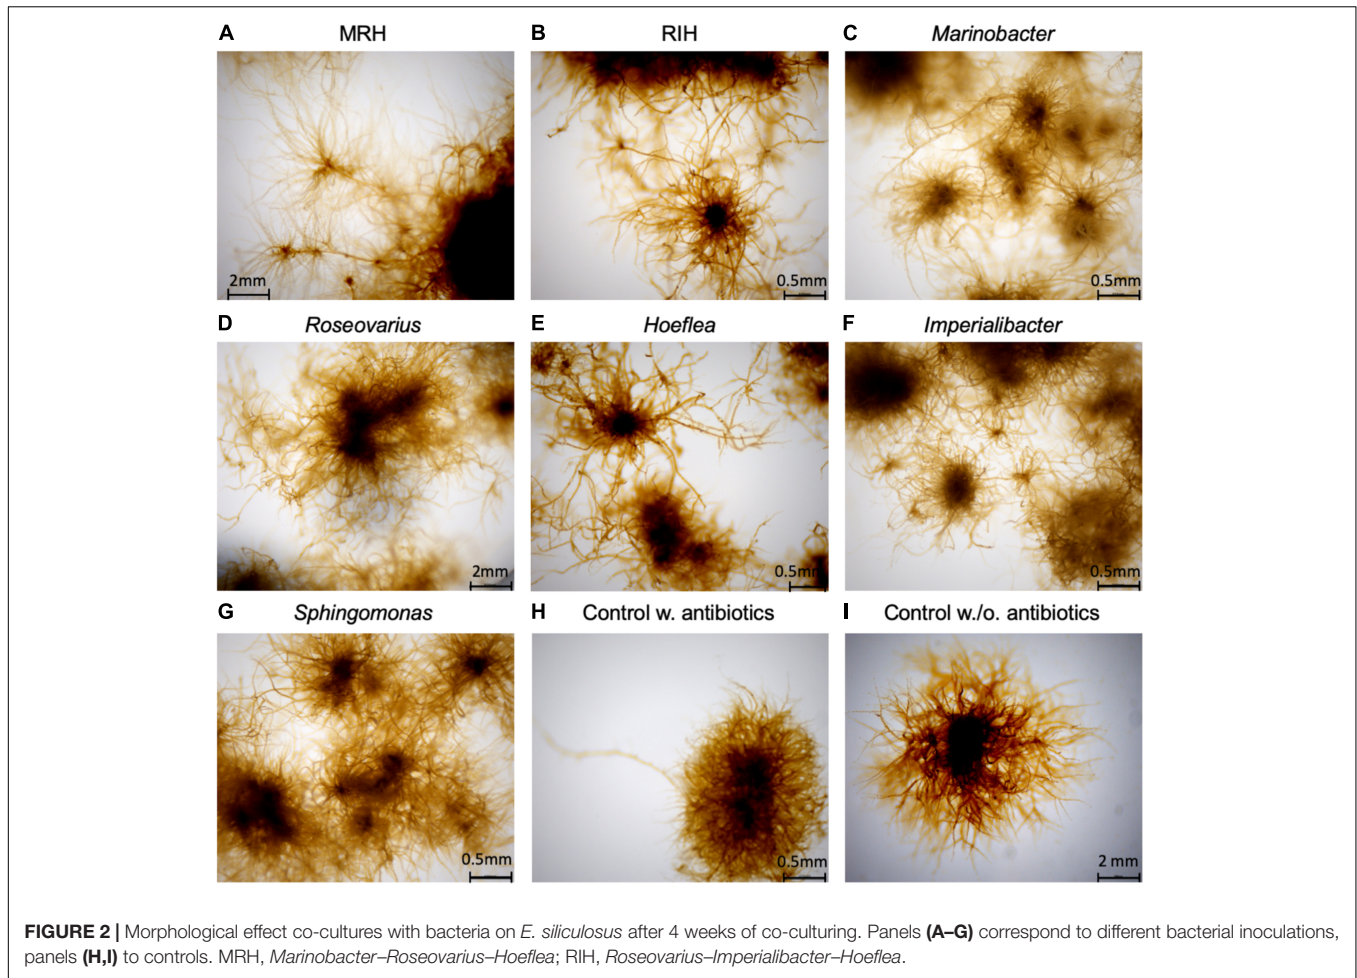 A MRH
B RIH
C Marinobacter
2mm
0.5mm
0.5mm
D Roseovarius
E Hoeflea
F Imperialibacter
2mm
0.5mm
0.5mm
G Sphingomonas
H Control w. antibiotics
I Control w./o. antibiotics
0.5mm
0.5mm
2 mm
FIGURE 2 | Morphological effect co-cultures with bacteria on E. siliculosus after 4 weeks of co-culturing. Panels (A–G) correspond to different bacterial inoculations,
panels (H,I) to controls. MRH, Marinobacter–Roseovarius–Hoeflea; RIH, Roseovarius–Imperialibacter–Hoeflea.